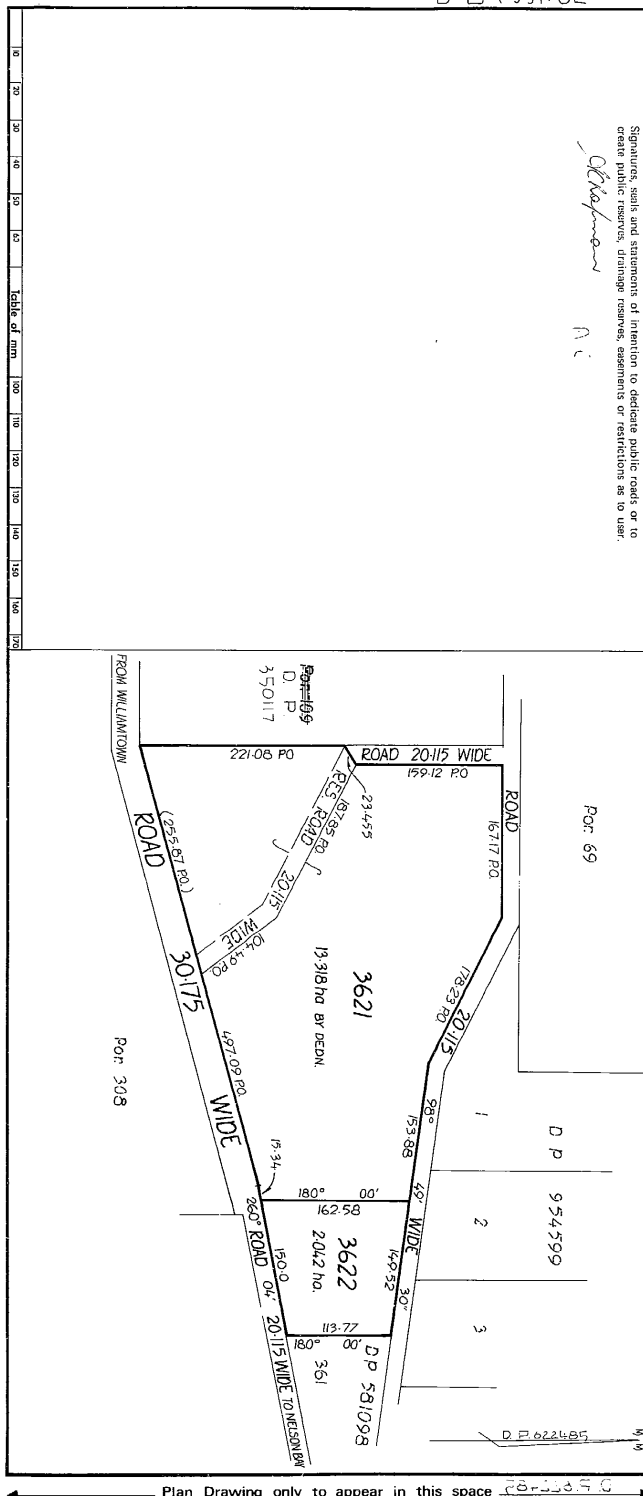 Signatures, seals and statements of intention to dedicate public roads or to
create public reserves, drainage reserves, easements or restrictions as to user.
10 20 30 40 50 60 Table of mm 100 110 120 130 140 150 160 170
Por. 109
D. P.
350117
FROM WILLIAMTOWN
221.08 P.O.
ROAD 20.115 WIDE
159.12 P.O.
23.455
187.85 P.O.
RES. ROAD 20.115 WIDE
104.49 P.O.
ROAD
167.17 P.O.
Por. 69
178.23 P.O.
20.115
(255.87 P.O.)
ROAD 30.175 WIDE
497.09 P.O.
Por. 308
3621
13.318 ha BY DEDN.
98° 49' 30"
153.88
WIDE
149.52
1
2
3
D P 954599
15.34
180° 00'
162.58
3622
2.042 ha.
150.0
260° 04'
ROAD 20.115 WIDE TO NELSON BAY
113.77
180° 00'
361
D P 581098
D. P. 622485
Plan Drawing only to appear in this space